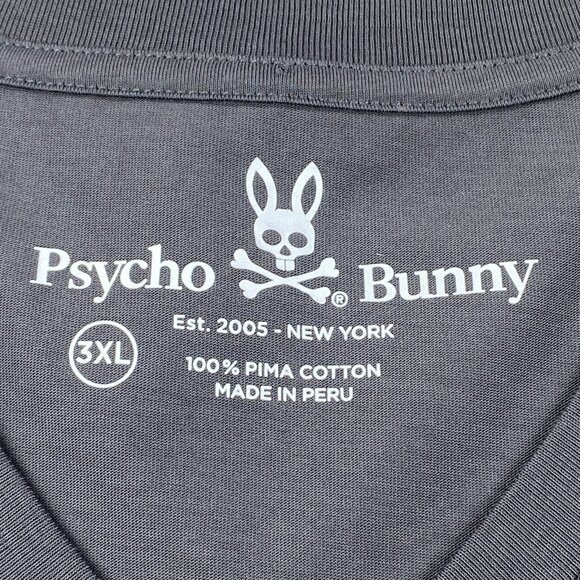 Psycho Bunny®
Est. 2005 - NEW YORK
3XL
100% PIMA COTTON
MADE IN PERU